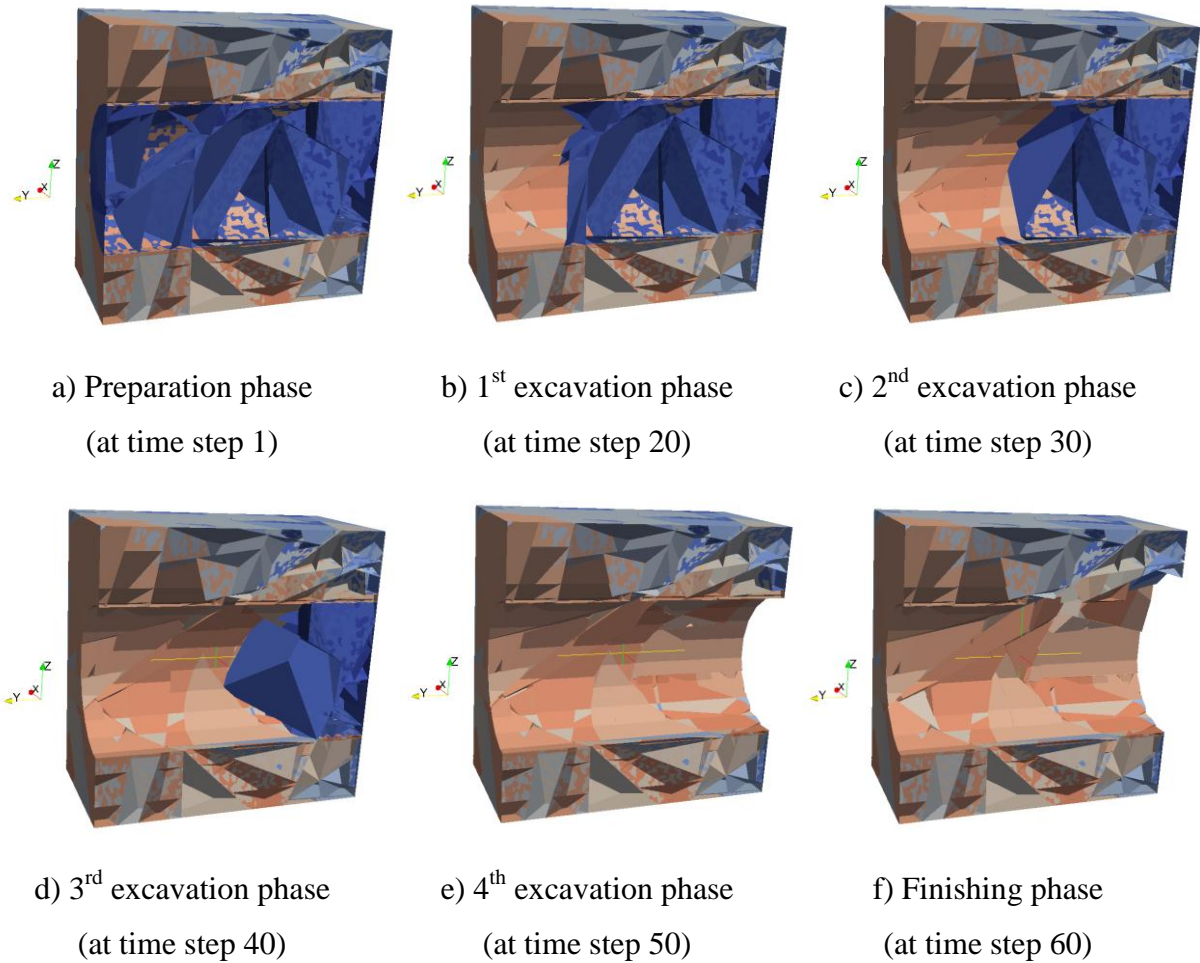 Z
X
Y
Z
X
Y
Z
X
Y
a) Preparation phase
(at time step 1)
b) 1st excavation phase
(at time step 20)
c) 2nd excavation phase
(at time step 30)
Z
X
Y
Z
X
Y
Z
X
Y
d) 3rd excavation phase
(at time step 40)
e) 4th excavation phase
(at time step 50)
f) Finishing phase
(at time step 60)